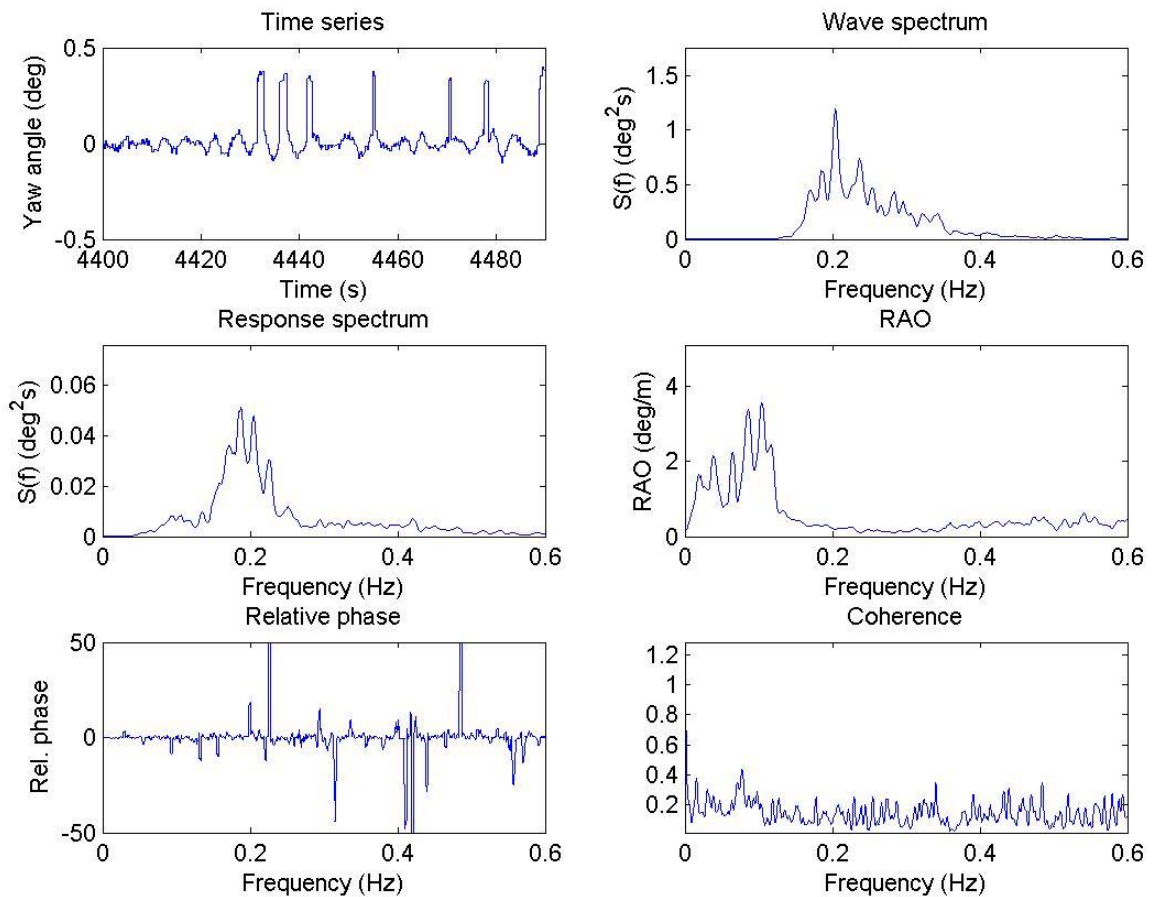 Time series
0.5
0
-0.5
Yaw angle (deg)
4400 4420 4440 4460 4480
Time (s)
Wave spectrum
1.5
1
0.5
0
S(f) (deg²s)
0 0.2 0.4 0.6
Frequency (Hz)
Response spectrum
0.06
0.04
0.02
0
S(f) (deg²s)
0 0.2 0.4 0.6
Frequency (Hz)
RAO
4
2
0
RAO (deg/m)
0 0.2 0.4 0.6
Frequency (Hz)
Relative phase
50
0
-50
Rel. phase
0 0.2 0.4 0.6
Frequency (Hz)
Coherence
1.2
1
0.8
0.6
0.4
0.2
0 0.2 0.4 0.6
Frequency (Hz)